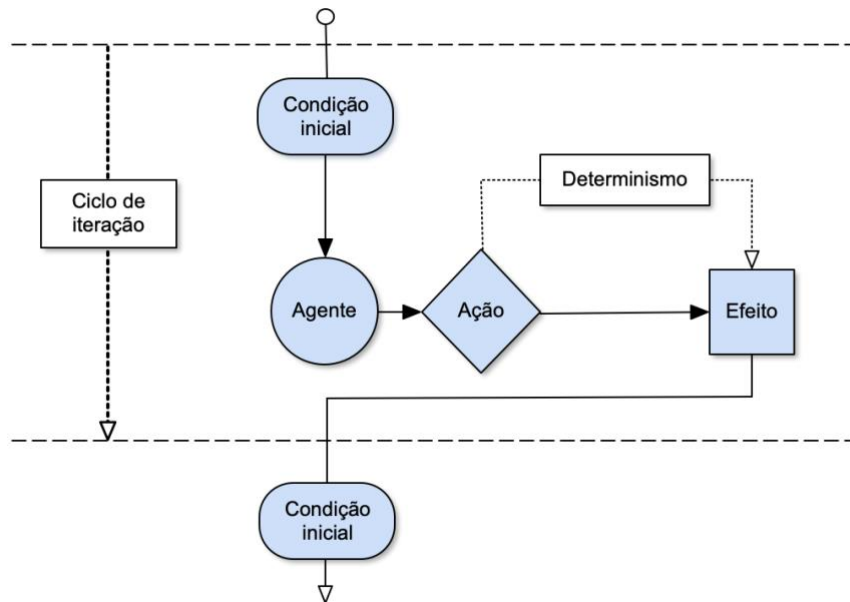 Condição
inicial
Determinismo
Ciclo de
iteração
Agente
Ação
Efeito
Condição
inicial